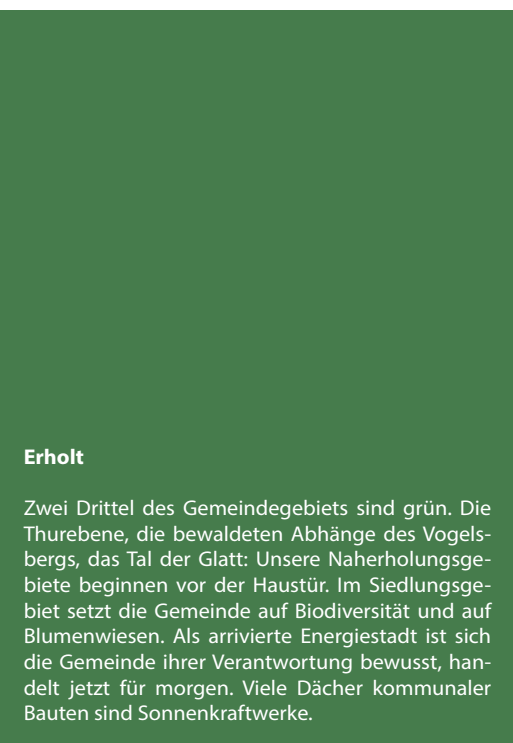 Erholt
Zwei Drittel des Gemeindegebiets sind grün. Die
Thurebene, die bewaldeten Abhänge des Vogels-
bergs, das Tal der Glatt: Unsere Naherholungsge-
biete beginnen vor der Haustür. Im Siedlungsge-
biet setzt die Gemeinde auf Biodiversität und auf
Blumenwiesen. Als arrivierte Energiestadt ist sich
die Gemeinde ihrer Verantwortung bewusst, han-
delt jetzt für morgen. Viele Dächer kommunaler
Bauten sind Sonnenkraftwerke.